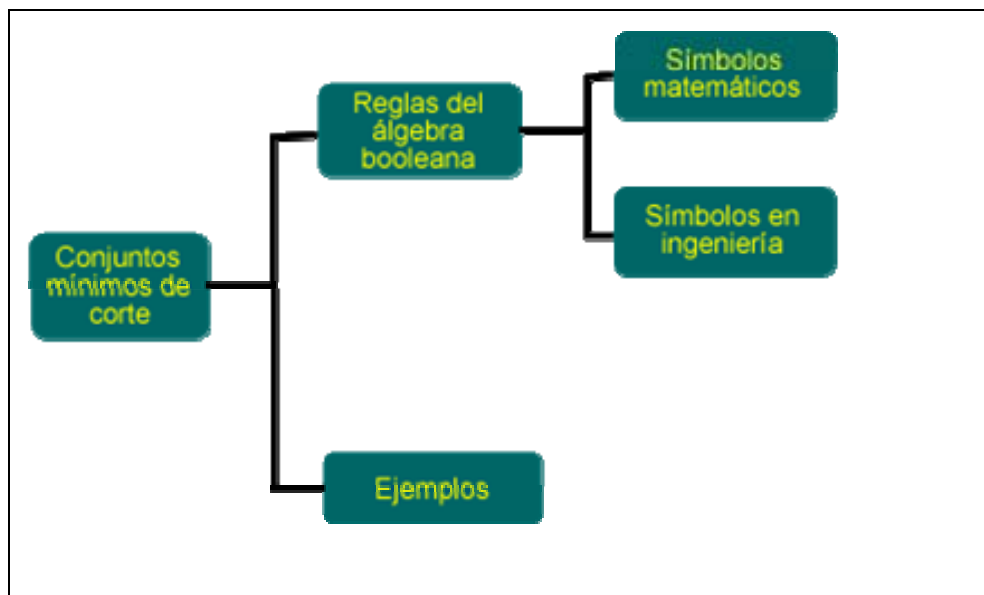 Símbolos
matemáticos
Reglas del
álgebra
booleana
Símbolos en
ingeniería
Conjuntos
mínimos de
corte
Ejemplos